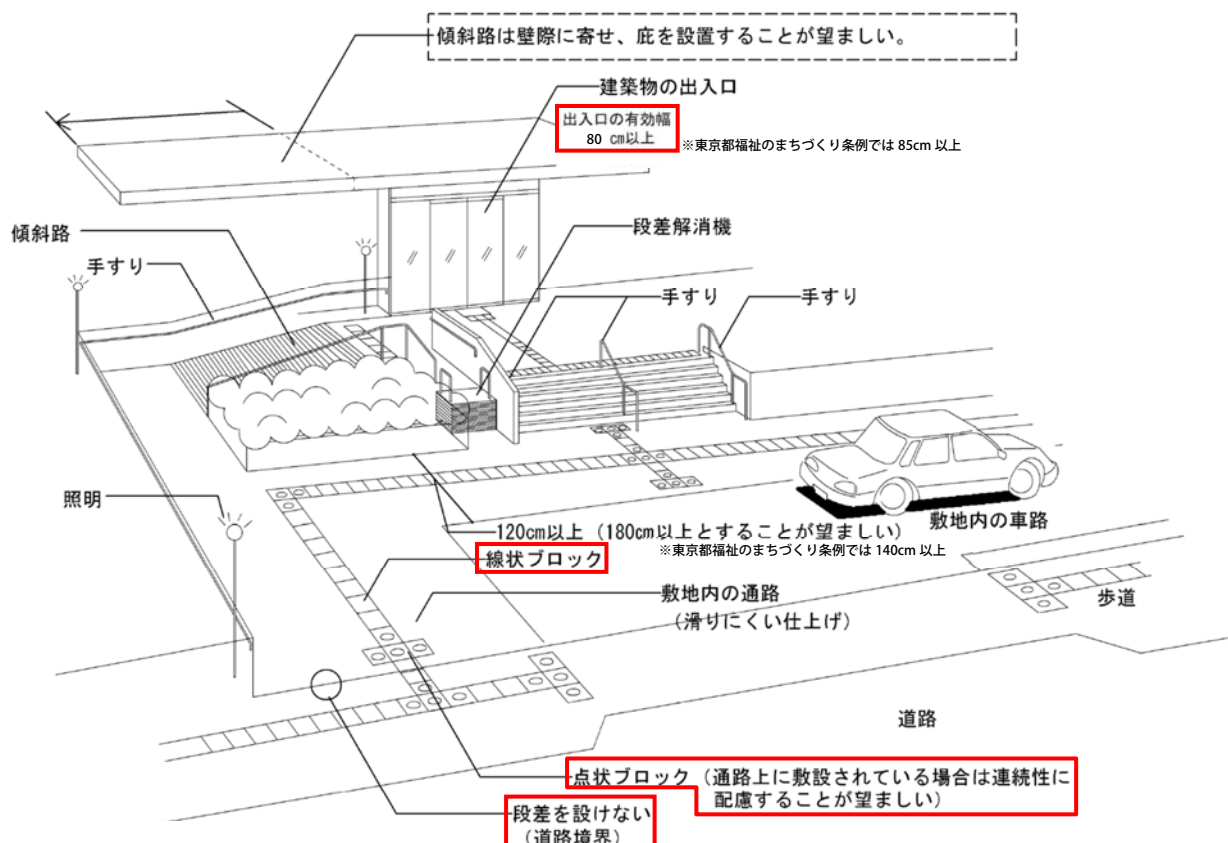 傾斜路は壁際に寄せ、庇を設置することが望ましい。
建築物の出入口
出入口の有効幅
80 cm以上
※東京都福祉のまちづくり条例では 85cm 以上
傾斜路
手すり
段差解消機
手すり
手すり
照明
120cm以上（180cm以上とすることが望ましい）
※東京都福祉のまちづくり条例では 140cm 以上
敷地内の車路
線状ブロック
敷地内の通路
（滑りにくい仕上げ）
歩道
道路
点状ブロック（通路上に敷設されている場合は連続性に
配慮することが望ましい）
段差を設けない
（道路境界）